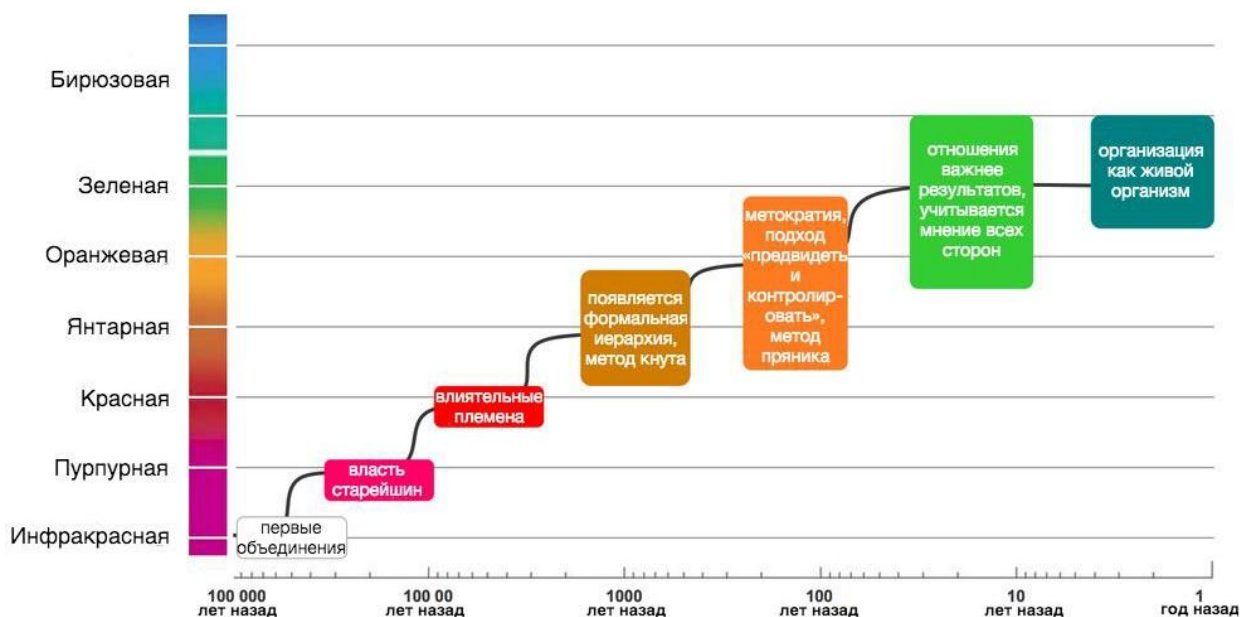 Бирюзовая
Зеленая
Оранжевая
Янтарная
Красная
Пурпурная
Инфракрасная
первые
объединения
власть
старейшин
влиятельные
племена
появляется
формальная
иерархия,
метод кнута
метократия,
подход
«предвидеть
и
контролир-
овать»,
метод
пряника
отношения
важнее
результатов,
учитывается
мнение всех
сторон
организация
как живой
организм
100 000
лет назад
100 00
лет назад
1000
лет назад
100
лет назад
10
лет назад
1
год назад